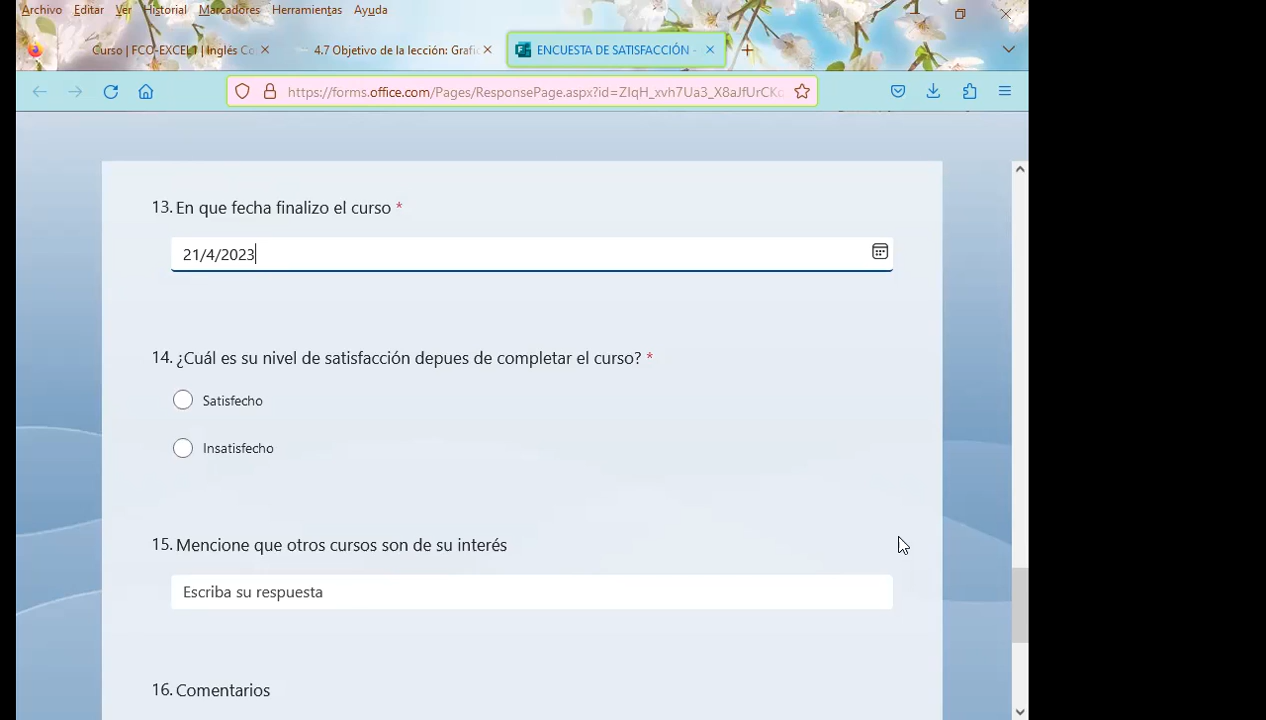 Archivo Editar Ver Historial Marcadores Herramientas Ayuda
Curso | FCO-EXCEL1 | Inglés Co
4.7 Objetivo de la lección: Grafic
ENCUESTA DE SATISFACCIÓN -
https://forms.office.com/Pages/ResponsePage.aspx?id=ZIqH_xvh7Ua3_X8aJfUrCKd
13. En que fecha finalizo el curso *
21/4/2023
14. ¿Cuál es su nivel de satisfacción depues de completar el curso? *
Satisfecho
Insatisfecho
15. Mencione que otros cursos son de su interés
Escriba su respuesta
16. Comentarios